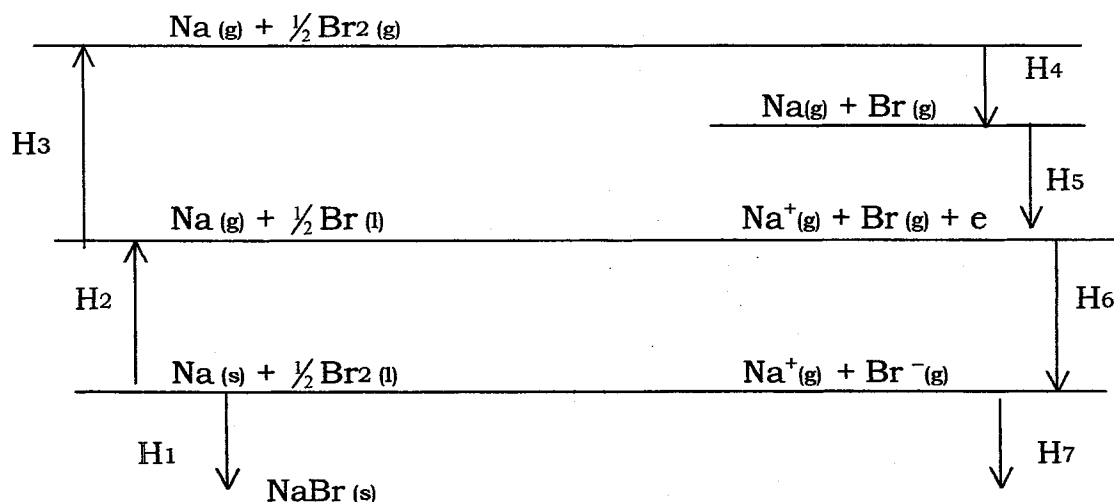 Na (g) + ½ Br2 (g)
H4
Na(g) + Br (g)
H3
H5
Na (g) + ½ Br (l)
Na⁺(g) + Br (g) + e
H2
H6
Na (s) + ½ Br2 (l)
Na⁺(g) + Br⁻(g)
H1
H7
NaBr (s)